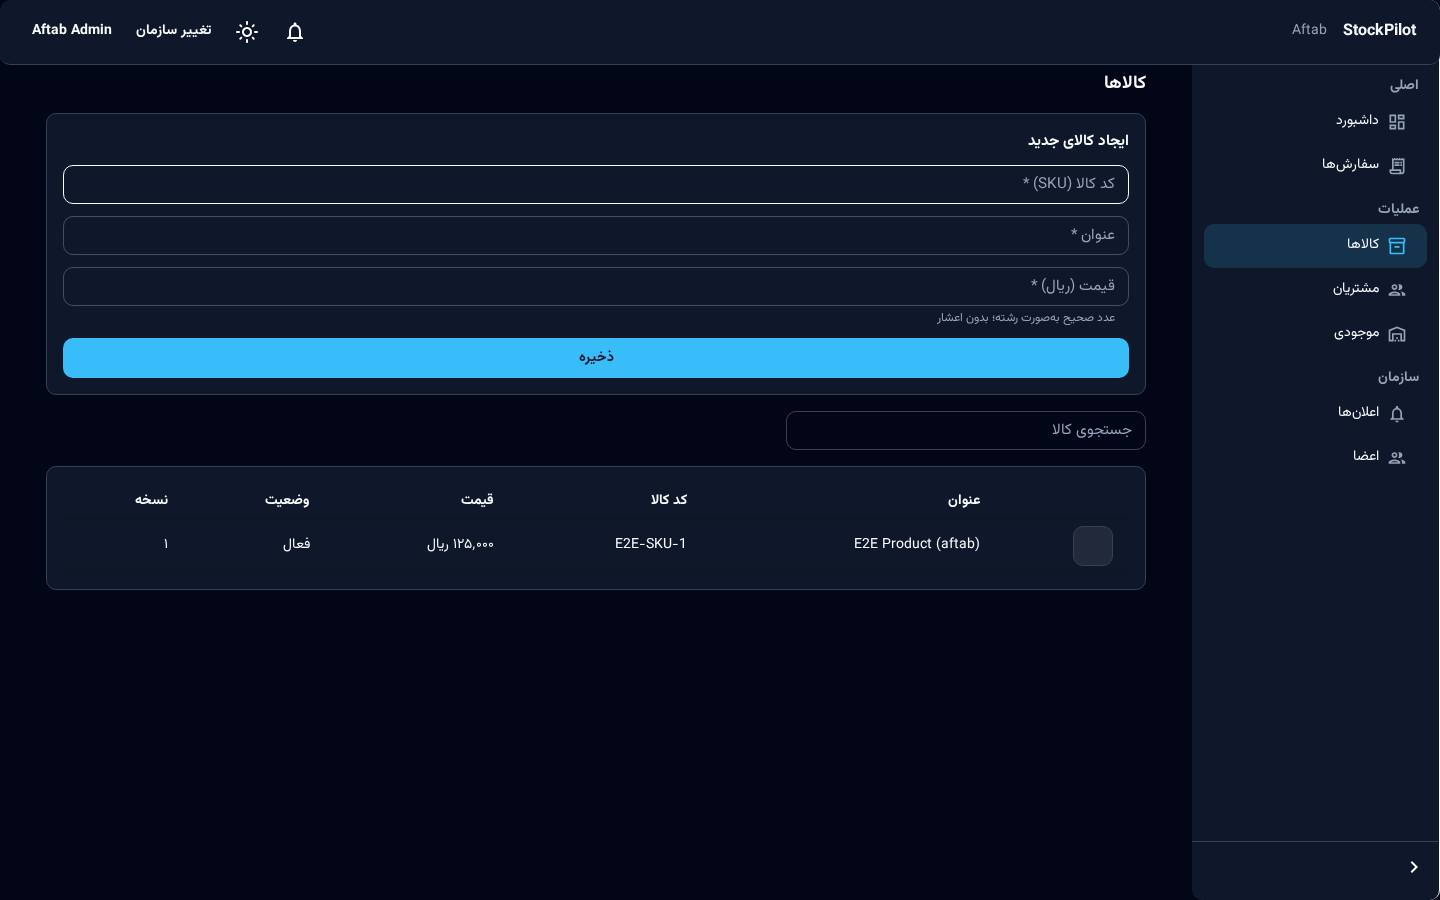 StockPilot Aftab
تغییر سازمان Aftab Admin
اصلی
داشبورد
سفارش‌ها
عملیات
کالاها
مشتریان
موجودی
سازمان
اعلان‌ها
اعضا
کالاها
ایجاد کالای جدید
کد کالا (SKU) *
عنوان *
قیمت (ریال) *
عدد صحیح به‌صورت رشته؛ بدون اعشار
ذخیره
جستجوی کالا
عنوان کد کالا قیمت وضعیت نسخه
E2E Product (aftab) E2E-SKU-1 ۱۲۵,۰۰۰ ریال فعال ۱